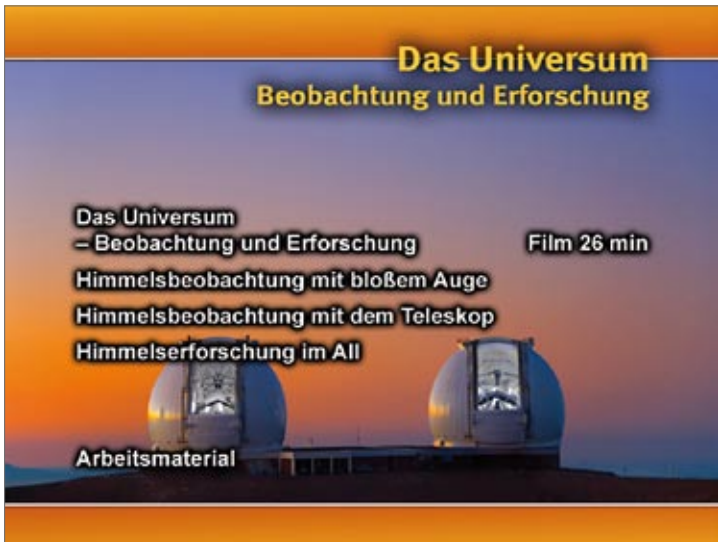 Das Universum
Beobachtung und Erforschung
Das Universum
– Beobachtung und Erforschung Film 26 min
Himmelsbeobachtung mit bloßem Auge
Himmelsbeobachtung mit dem Teleskop
Himmelserforschung im All
Arbeitsmaterial